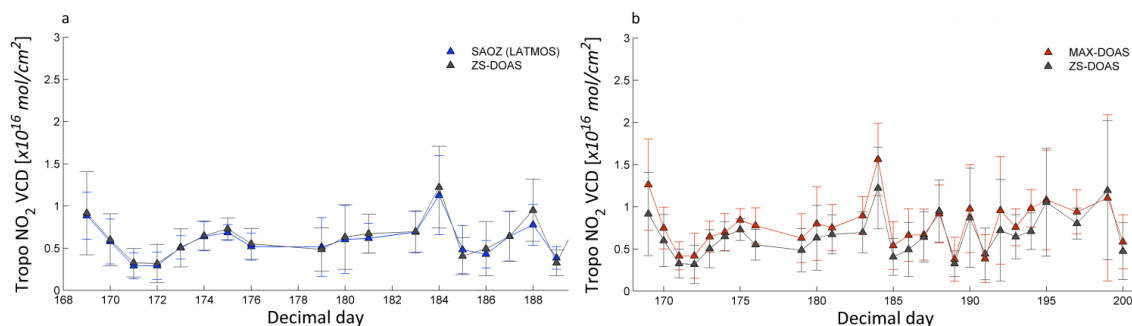 a
Tropo NO2 VCD [x10^16 mol/cm^2]
3
2.5
2
1.5
1
0.5
0
SAOZ (LATMOS)
ZS-DOAS
168 170 172 174 176 178 180 182 184 186 188
Decimal day
b
Tropo NO2 VCD [x10^16 mol/cm^2]
3
2.5
2
1.5
1
0.5
0
MAX-DOAS
ZS-DOAS
170 175 180 185 190 195 200
Decimal day